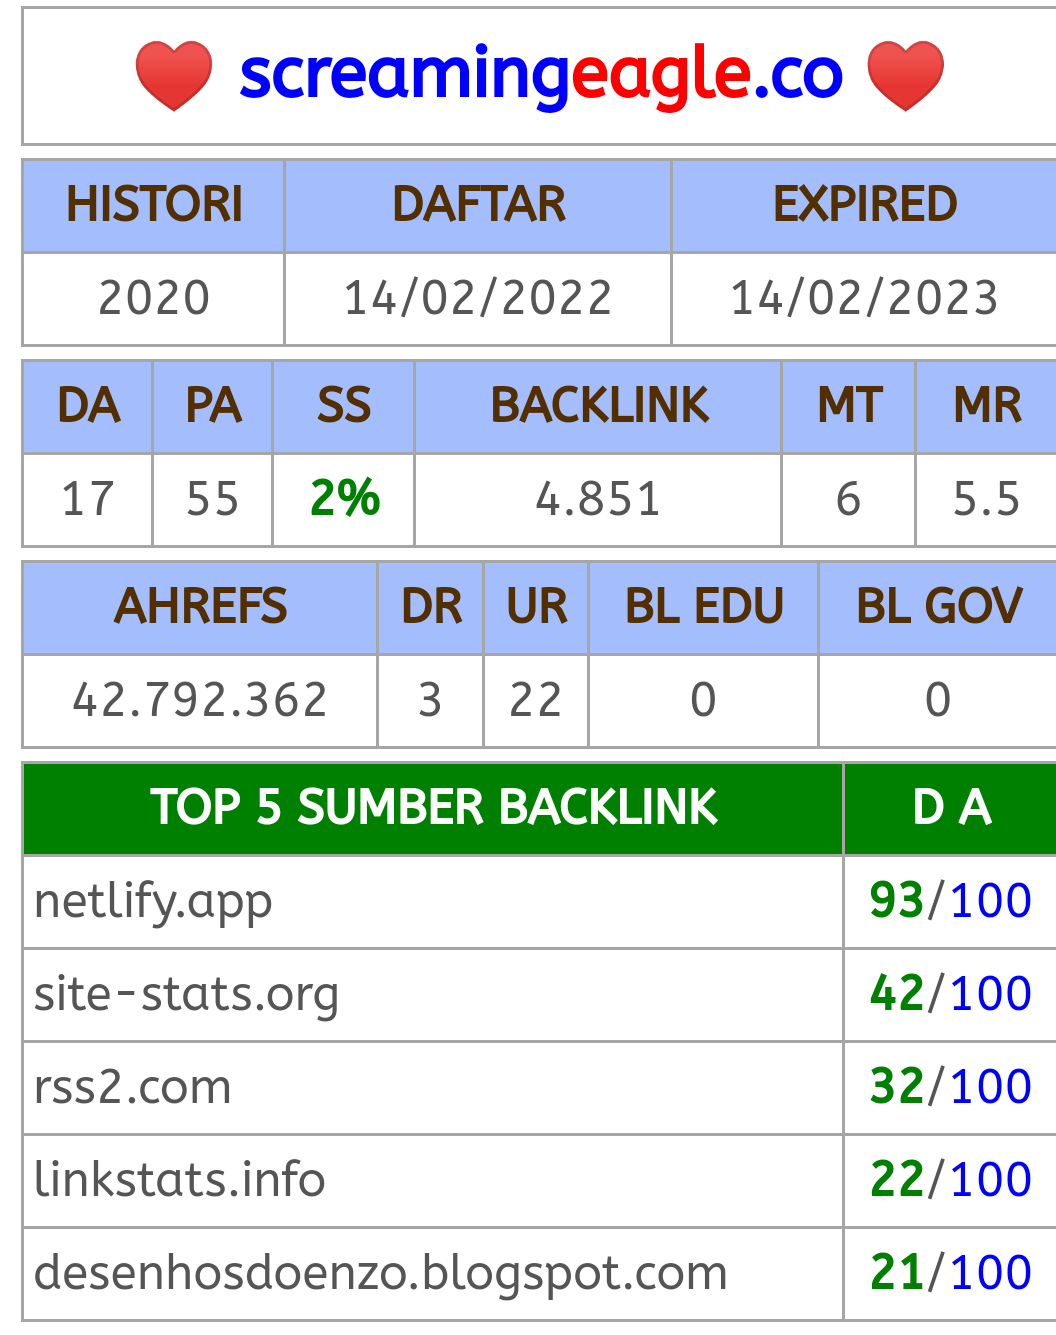 screamingeagle.co
HISTORI DAFTAR EXPIRED
2020 14/02/2022 14/02/2023
DA PA SS BACKLINK MT MR
17 55 2% 4.851 6 5.5
AHREFS DR UR BL EDU BL GOV
42.792.362 3 22 0 0
TOP 5 SUMBER BACKLINK D A
netlify.app 93/100
site-stats.org 42/100
rss2.com 32/100
linkstats.info 22/100
desenhosdoenzo.blogspot.com 21/100